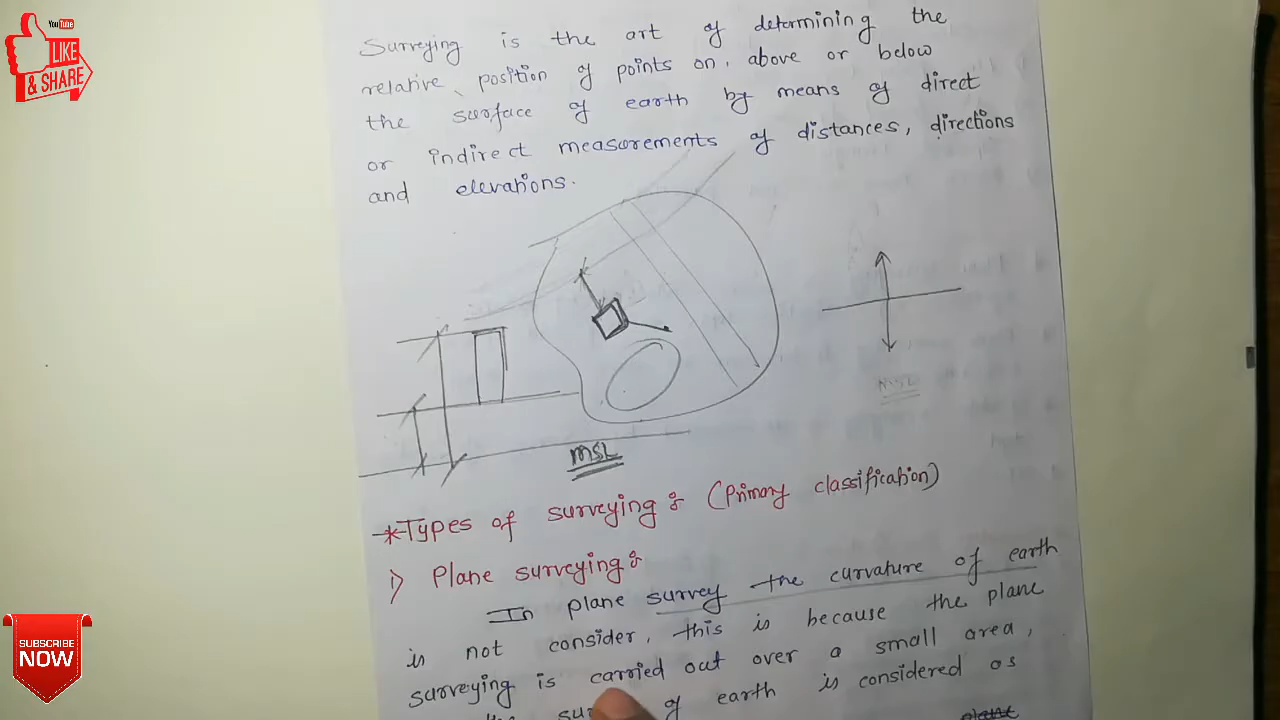 YouTube
LIKE
& SHARE
Surveying is the art of determining the
relative position of points on, above or below
the surface of earth by means of direct
or indirect measurements of distances, directions
and elevations.
MSL
MSL
*Types of surveying: (Primary classification)
1) Plane surveying:
In plane survey the curvature of earth
is not consider, this is because the plane
surveying is carried out over a small area,
of earth is considered as
SUBSCRIBE
NOW